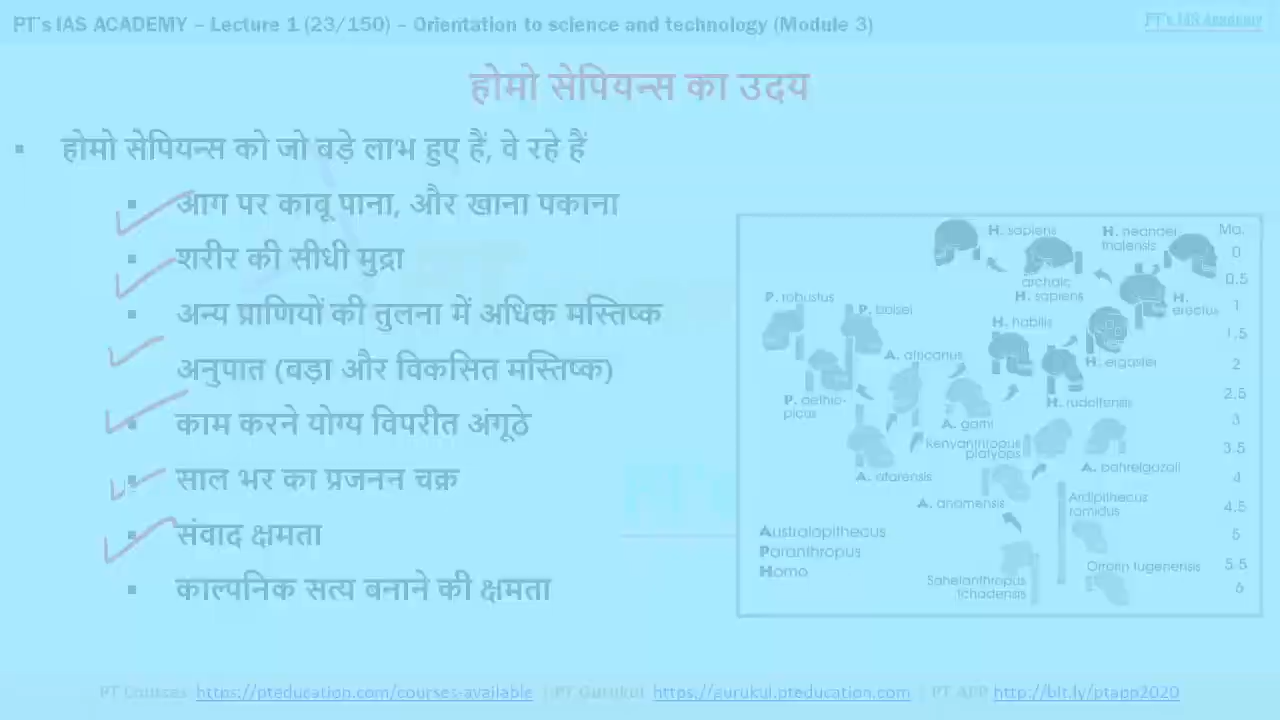 PT's IAS ACADEMY – Lecture 1 (23/150) – Orientation to science and technology (Module 3)
PT's IAS Academy
होमो सेपियन्स का उदय
होमो सेपियन्स को जो बड़े लाभ हुए हैं, वे रहे हैं
आग पर काबू पाना, और खाना पकाना
शरीर की सीधी मुद्रा
अन्य प्राणियों की तुलना में अधिक मस्तिष्क
अनुपात (बड़ा और विकसित मस्तिष्क)
काम करने योग्य विपरीत अंगूठे
साल भर का प्रजनन चक्र
संवाद क्षमता
काल्पनिक सत्य बनाने की क्षमता
H. sapiens
H. neander-
thalensis
Ma.
0
archaic
H. sapiens
0.5
P. robustus
P. boisei
H.
erectus
1
H. habilis
1.5
A. africanus
H. ergaster
2
P. aethio-
picus
H. rudolfensis
2.5
A. garhi
3
Kenyanthropus
platyops
3.5
A. afarensis
A. bahrelgazali
4
A. anamensis
Ardipithecus
ramidus
4.5
Australopithecus
5
Paranthropus
Homo
Orrorin tugenensis
5.5
Sahelanthropus
tchadensis
6
PT's
PT Courses https://pteducation.com/courses-available | PT Gurukul https://gurukul.pteducation.com | PT APP http://bit.ly/ptapp2020